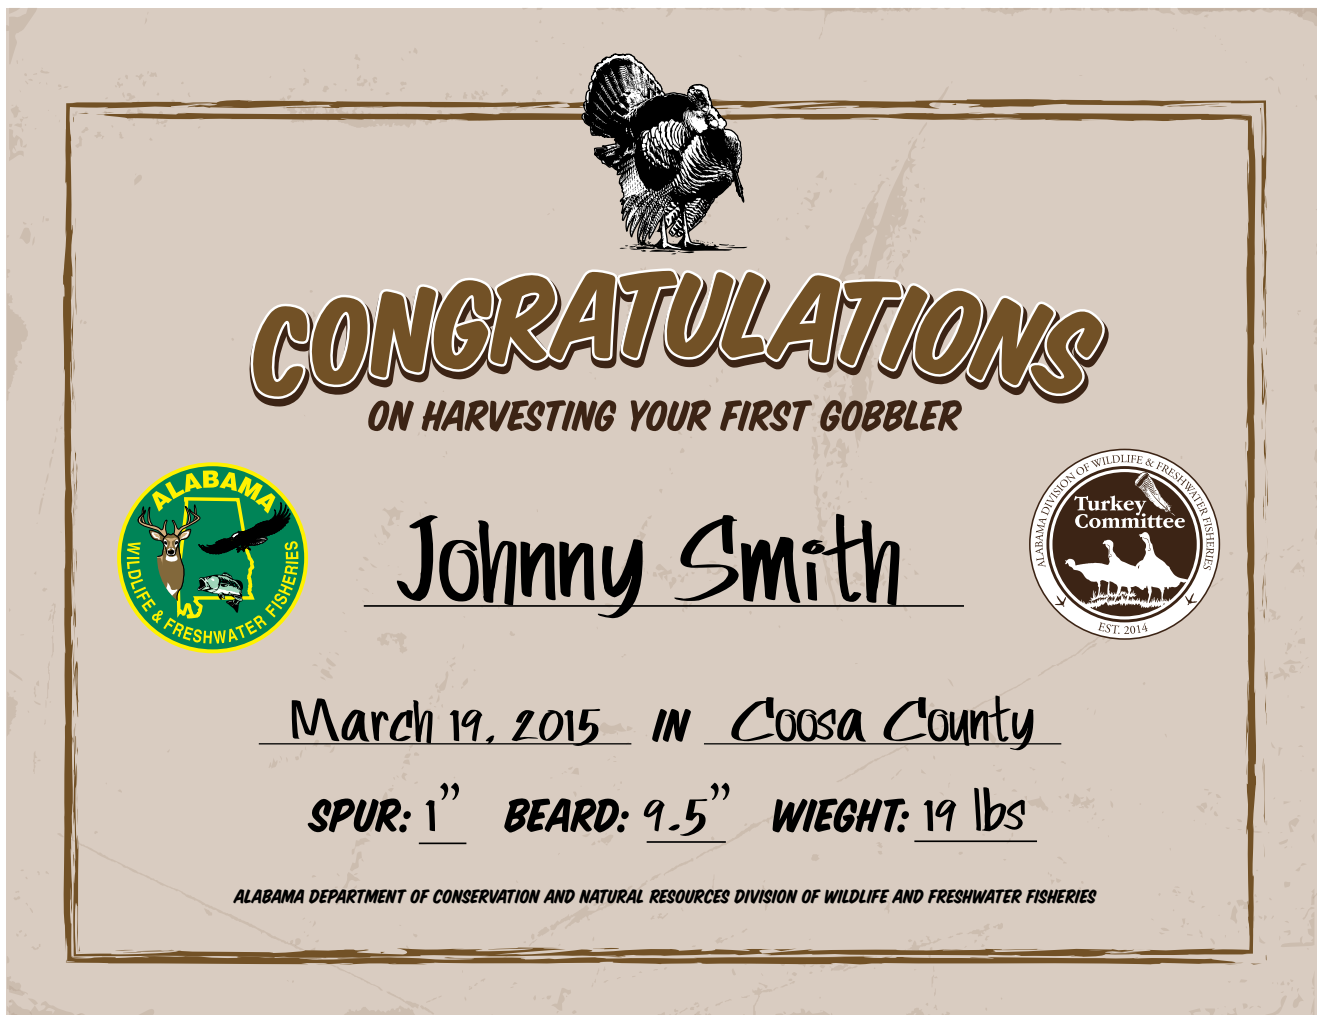 CONGRATULATIONS
ON HARVESTING YOUR FIRST GOBBLER
ALABAMA
WILDLIFE & FRESHWATER FISHERIES
Johnny Smith
ALABAMA DIVISION OF WILDLIFE & FRESHWATER FISHERIES
Turkey
Committee
EST. 2014
March 19, 2015 IN Coosa County
SPUR: 1” BEARD: 9.5” WIEGHT: 19 lbs
ALABAMA DEPARTMENT OF CONSERVATION AND NATURAL RESOURCES DIVISION OF WILDLIFE AND FRESHWATER FISHERIES